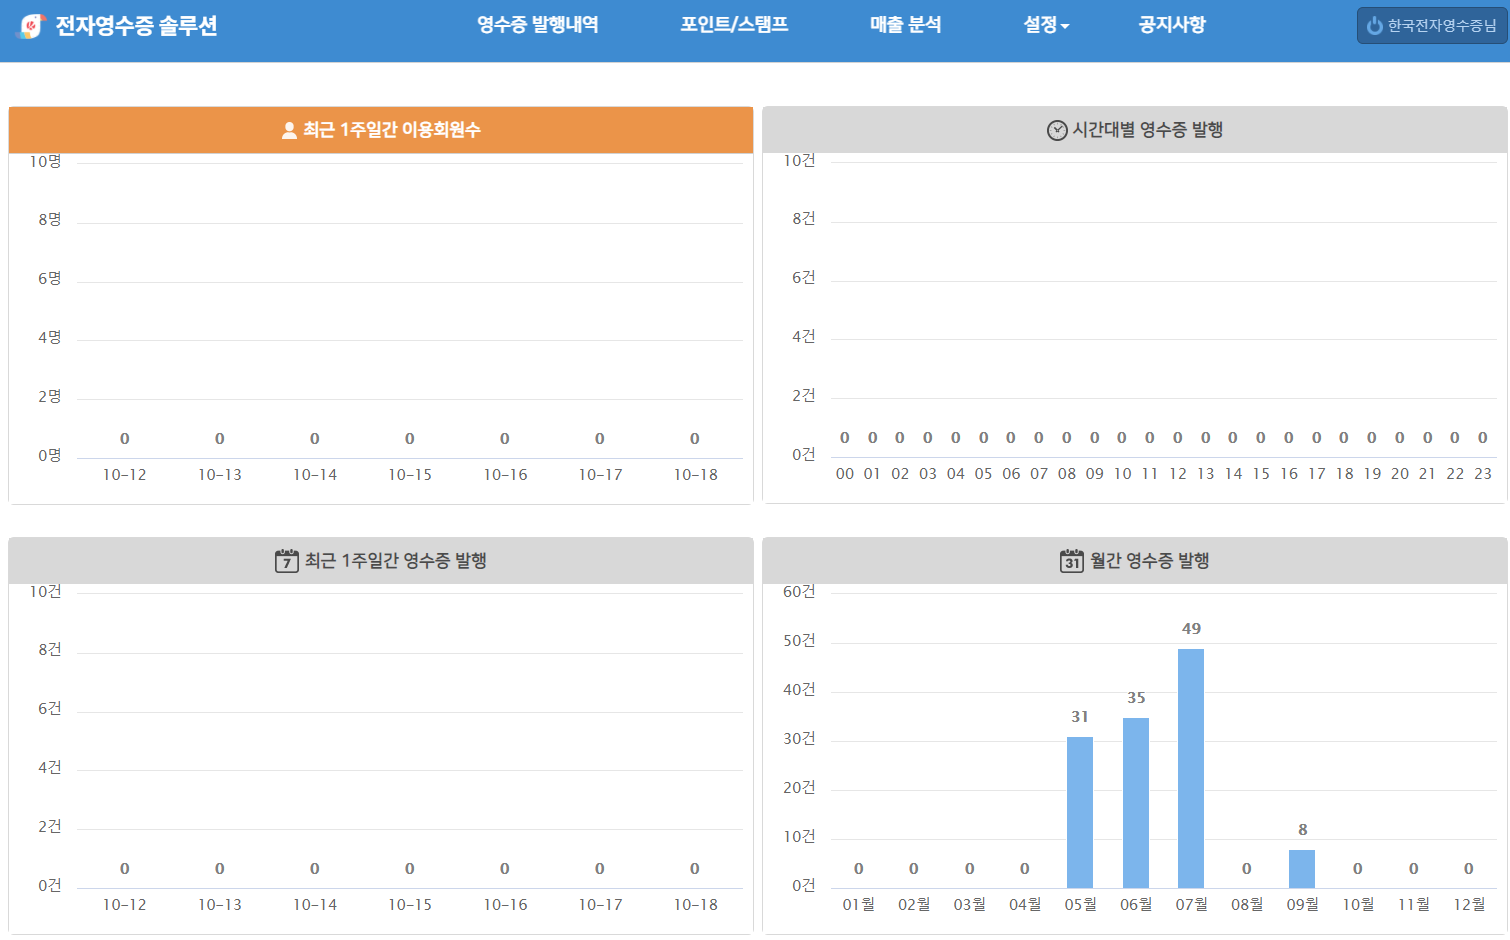 전자영수증 솔루션
영수증 발행내역
포인트/스탬프
매출 분석
설정
공지사항
한국전자영수증님
최근 1주일간 이용회원수
10명
8명
6명
4명
2명
0명
0 0 0 0 0 0 0
10-12 10-13 10-14 10-15 10-16 10-17 10-18
시간대별 영수증 발행
10건
8건
6건
4건
2건
0건
0 0 0 0 0 0 0 0 0 0 0 0 0 0 0 0 0 0 0 0 0 0 0 0
00 01 02 03 04 05 06 07 08 09 10 11 12 13 14 15 16 17 18 19 20 21 22 23
7 최근 1주일간 영수증 발행
10건
8건
6건
4건
2건
0건
0 0 0 0 0 0 0
10-12 10-13 10-14 10-15 10-16 10-17 10-18
31 월간 영수증 발행
60건
50건
40건
30건
20건
10건
0건
0 0 0 0 31 35 49 0 8 0 0 0
01월 02월 03월 04월 05월 06월 07월 08월 09월 10월 11월 12월